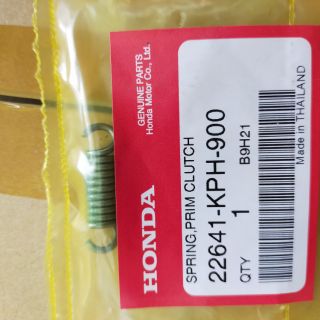 GENUINE PARTS
Honda Motor Co., Ltd.
HONDA
SPRING,PRIM CLUTCH
22641-KPH-900
QTY 1 B9H21
Made in THAILAND